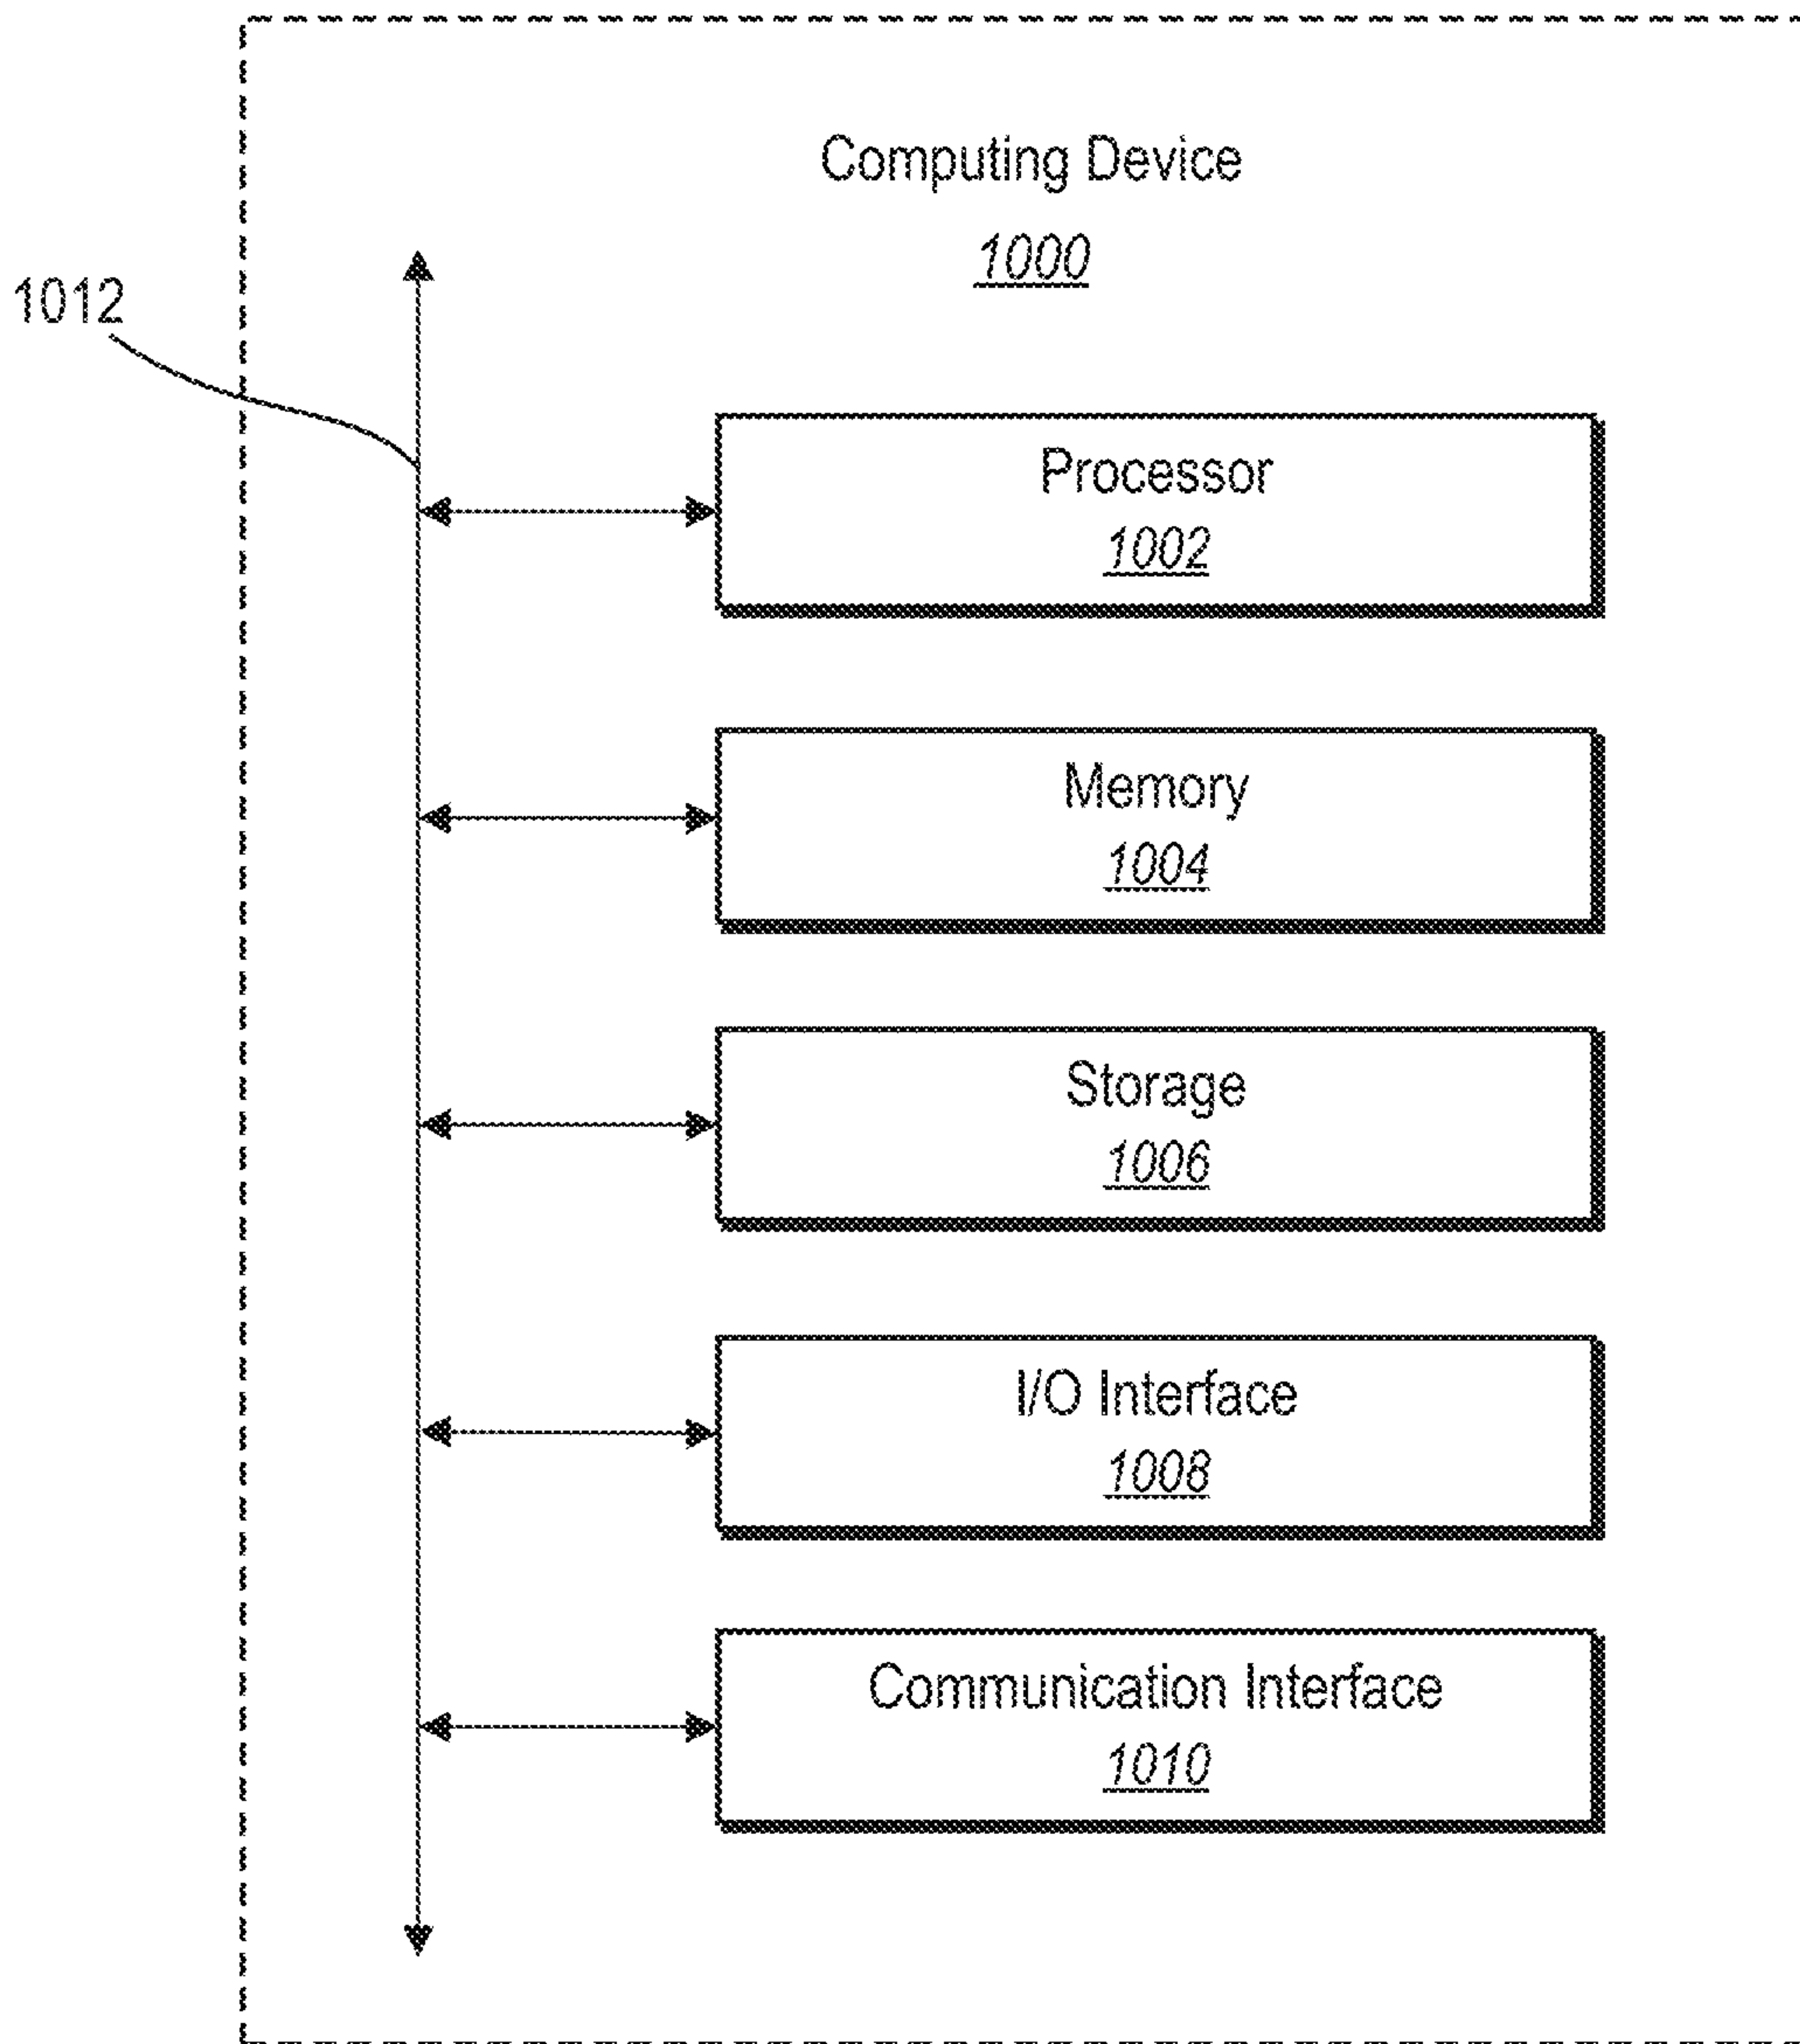 Computing Device
1000
1012
Processor
1002
Memory
1004
Storage
1006
I/O Interface
1008
Communication Interface
1010